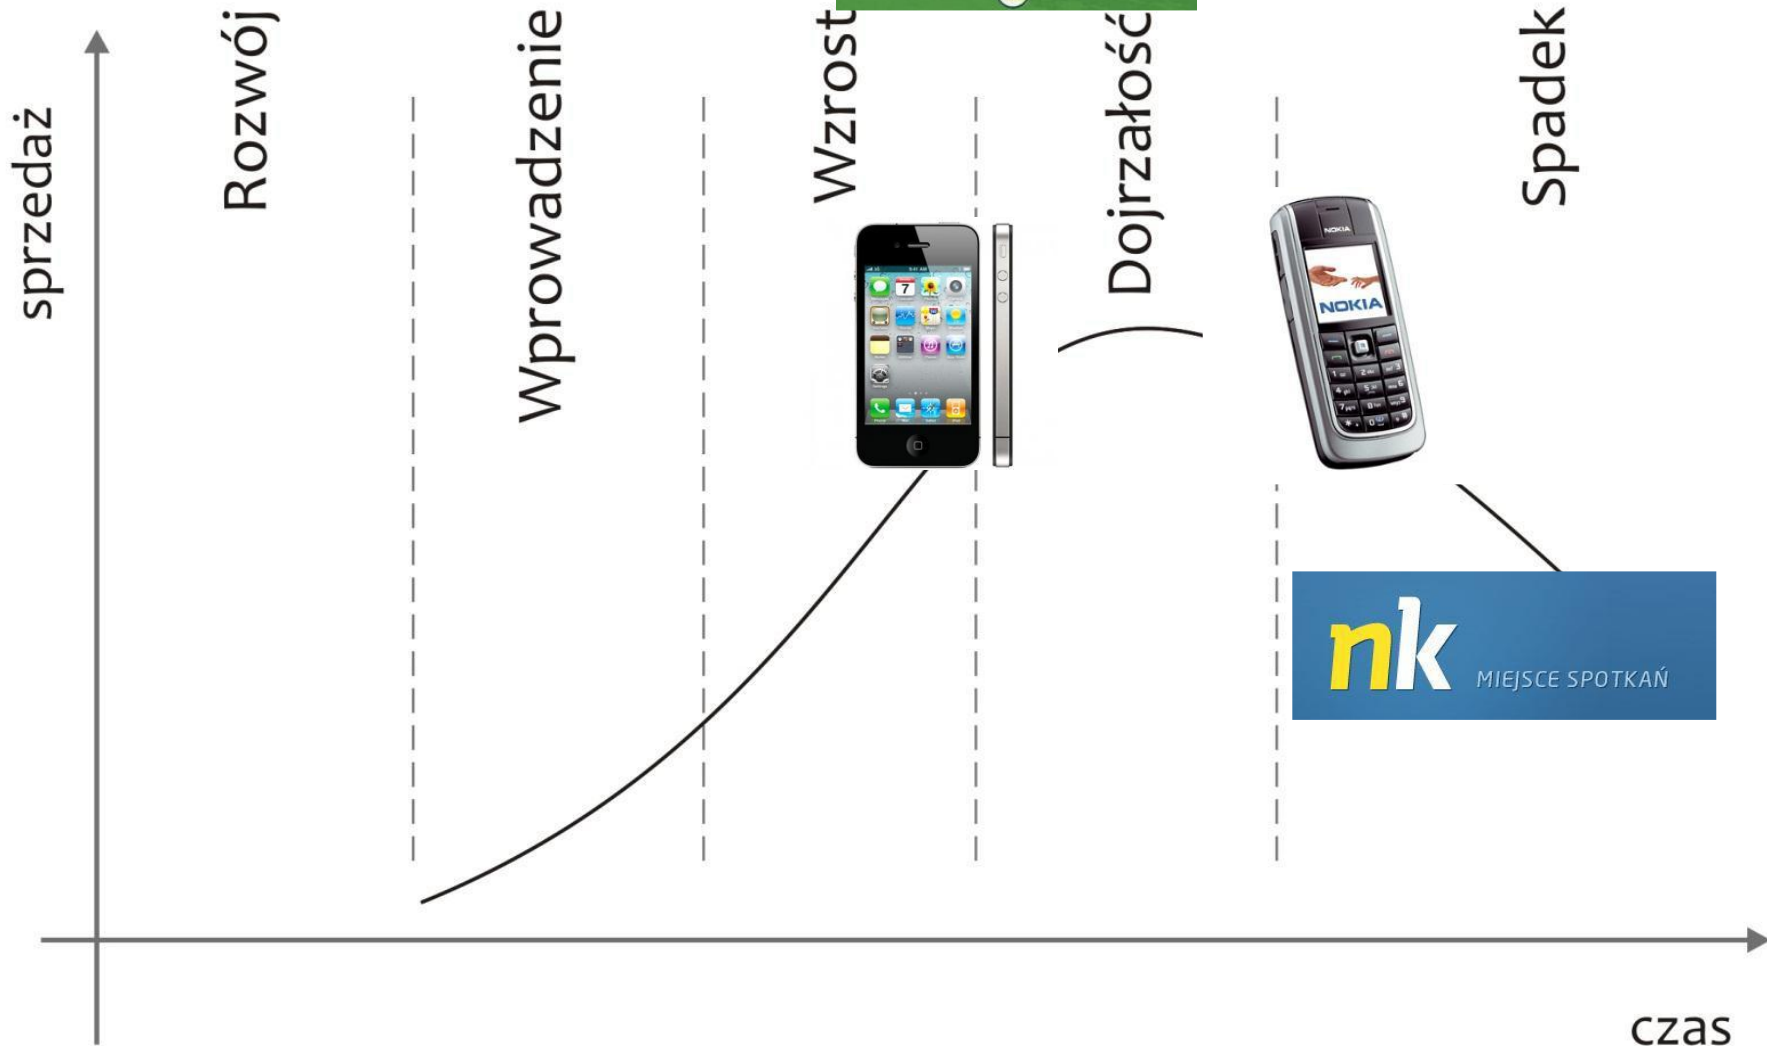 sprzedaż
Rozwój
Wprowadzenie
Wzrost
Dojrzałość
Spadek
NOKIA
NOKIA
nk MIEJSCE SPOTKAŃ
czas